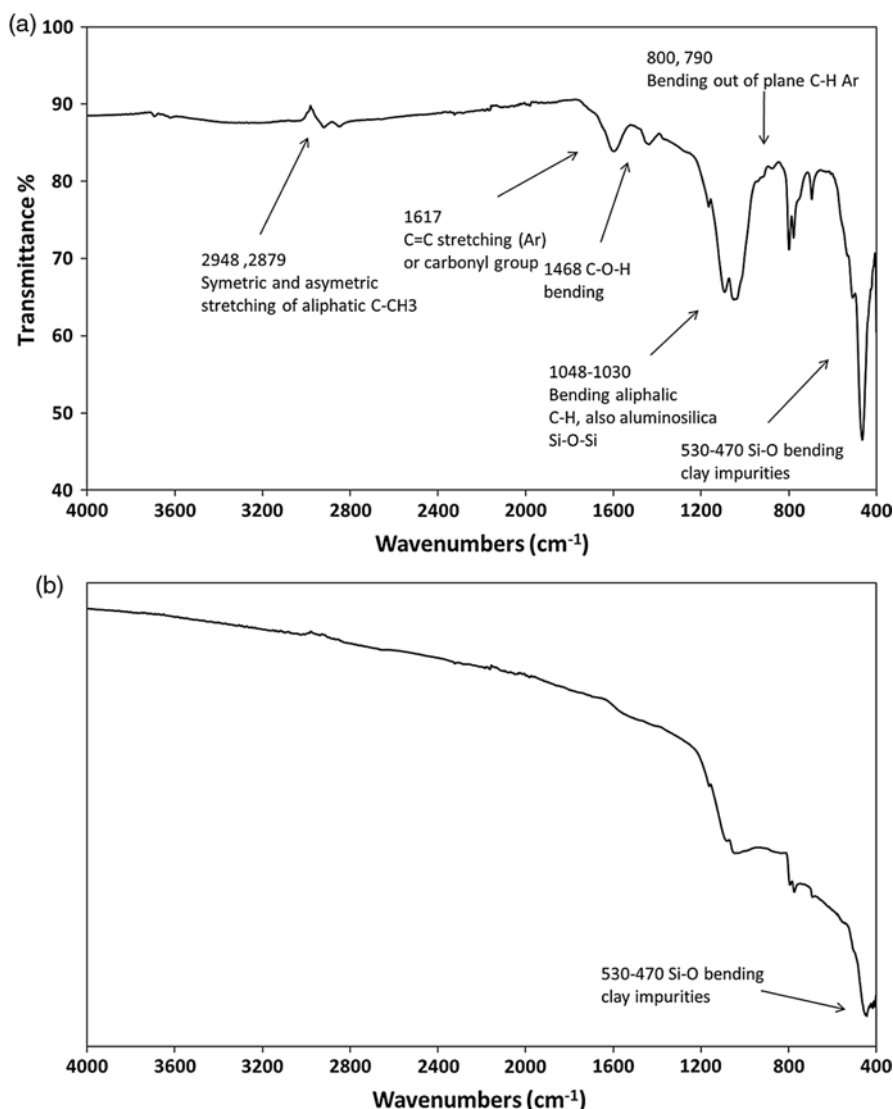 (a)
100
90
80
70
60
50
40
Transmittance %
800, 790
Bending out of plane C-H Ar
2948 ,2879
Symetric and asymetric
stretching of aliphatic C-CH3
1617
C=C stretching (Ar)
or carbonyl group
1468 C-O-H
bending
1048-1030
Bending aliphalic
C-H, also aluminosilica
Si-O-Si
530-470 Si-O bending
clay impurities
4000 3600 3200 2800 2400 2000 1600 1200 800 400
Wavenumbers (cm⁻¹)
(b)
530-470 Si-O bending
clay impurities
4000 3600 3200 2800 2400 2000 1600 1200 800 400
Wavenumbers (cm⁻¹)